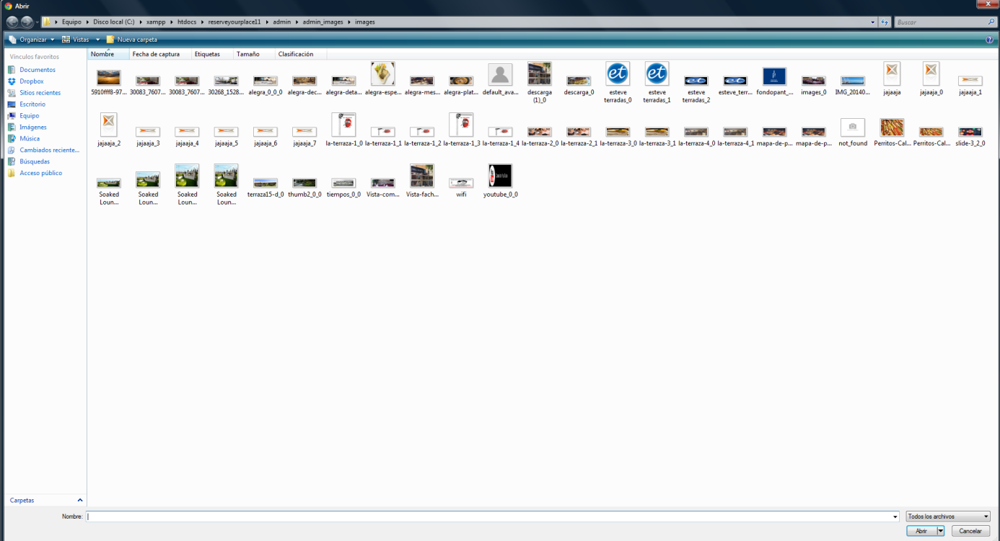 Abrir
Equipo ▸ Disco local (C:) ▸ xampp ▸ htdocs ▸ reserveyourplace11 ▸ admin ▸ admin_images ▸ images
Buscar
Organizar Vistas Nueva carpeta
Vínculos favoritos
Documentos
Dropbox
Sitios recientes
Escritorio
Equipo
Imágenes
Música
Cambiados reciente...
Búsquedas
Acceso público
Carpetas
Nombre Fecha de captura Etiquetas Tamaño Clasificación
5910fff8-97... 30083_7607... 30083_7607... 30268_1528... alegra_0_0_0 alegra-dec... alegra-deta... alegra-espe... alegra-mes... alegra-plat... default_ava... descarga (1)_0 descarga_0 esteve terradas_0 esteve terradas_1 esteve terradas_2 esteve_terr... fondopant_... images_0 IMG_20140... jajaaja jajaaja_0 jajaaja_1
jajaaja_2 jajaaja_3 jajaaja_4 jajaaja_5 jajaaja_6 jajaaja_7 la-terraza-1_0 la-terraza-1_1 la-terraza-1_2 la-terraza-1_3 la-terraza-1_4 la-terraza-2_0 la-terraza-2_1 la-terraza-3_0 la-terraza-3_1 la-terraza-4_0 la-terraza-4_1 mapa-de-p... mapa-de-p... not_found Perritos-Cal... Perritos-Cal... slide-3_2_0
Soaked Loun... Soaked Loun... Soaked Loun... Soaked Loun... terraza15-d_0 thumb2_0_0 tiempos_0_0 Vista-com... Vista-fach... wifi youtube_0_0
Nombre:
Todos los archivos
Abrir Cancelar